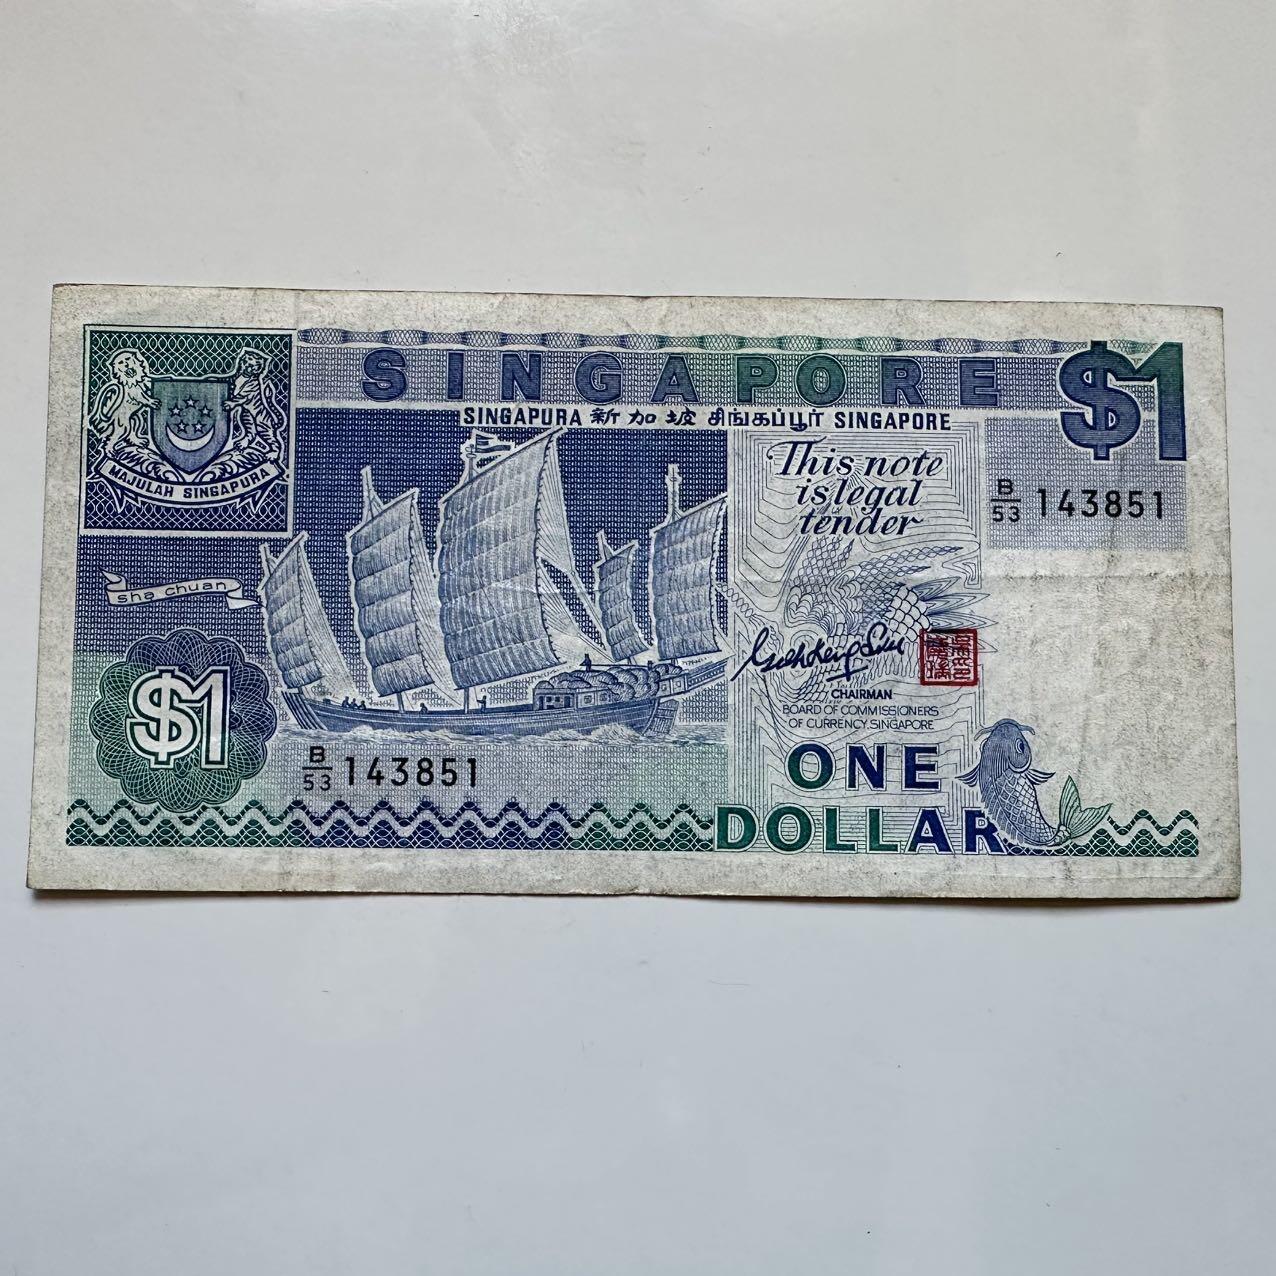 SINGAPORE
$1
SINGAPURA 新加坡 சிங்கப்பூர் SINGAPORE
MAJULAH SINGAPURA
This note
is legal
tender
B/53 143851
sha chuan
$1
CHAIRMAN
BOARD OF COMMISSIONERS
OF CURRENCY, SINGAPORE
B/53 143851
ONE
DOLLAR